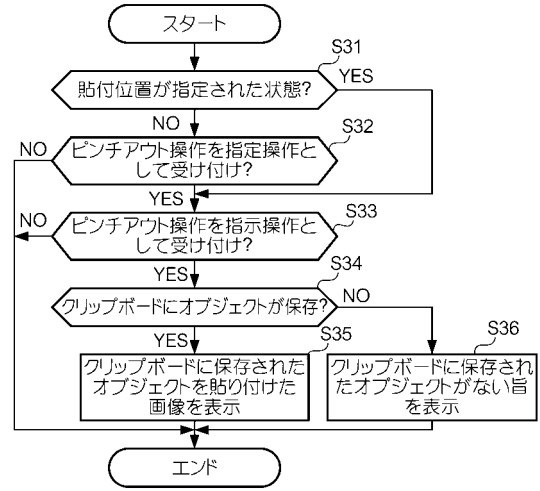 スタート
S31
貼付位置が指定された状態?
YES
NO
S32
NO
ピンチアウト操作を指定操作と
して受け付け?
YES
S33
NO
ピンチアウト操作を指示操作と
して受け付け?
YES
S34
クリップボードにオブジェクトが保存?
NO
YES
S35
S36
クリップボードに保存された
オブジェクトを貼り付けた
画像を表示
クリップボードに保存され
たオブジェクトがない旨
を表示
エンド